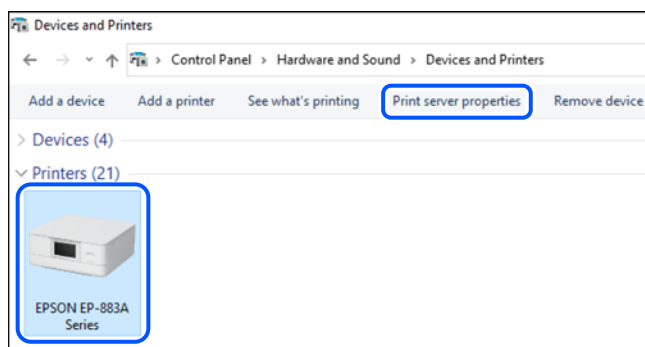 Devices and Printers
Control Panel > Hardware and Sound > Devices and Printers
Add a device Add a printer See what's printing Print server properties Remove device
Devices (4)
Printers (21)
EPSON EP-883A
Series